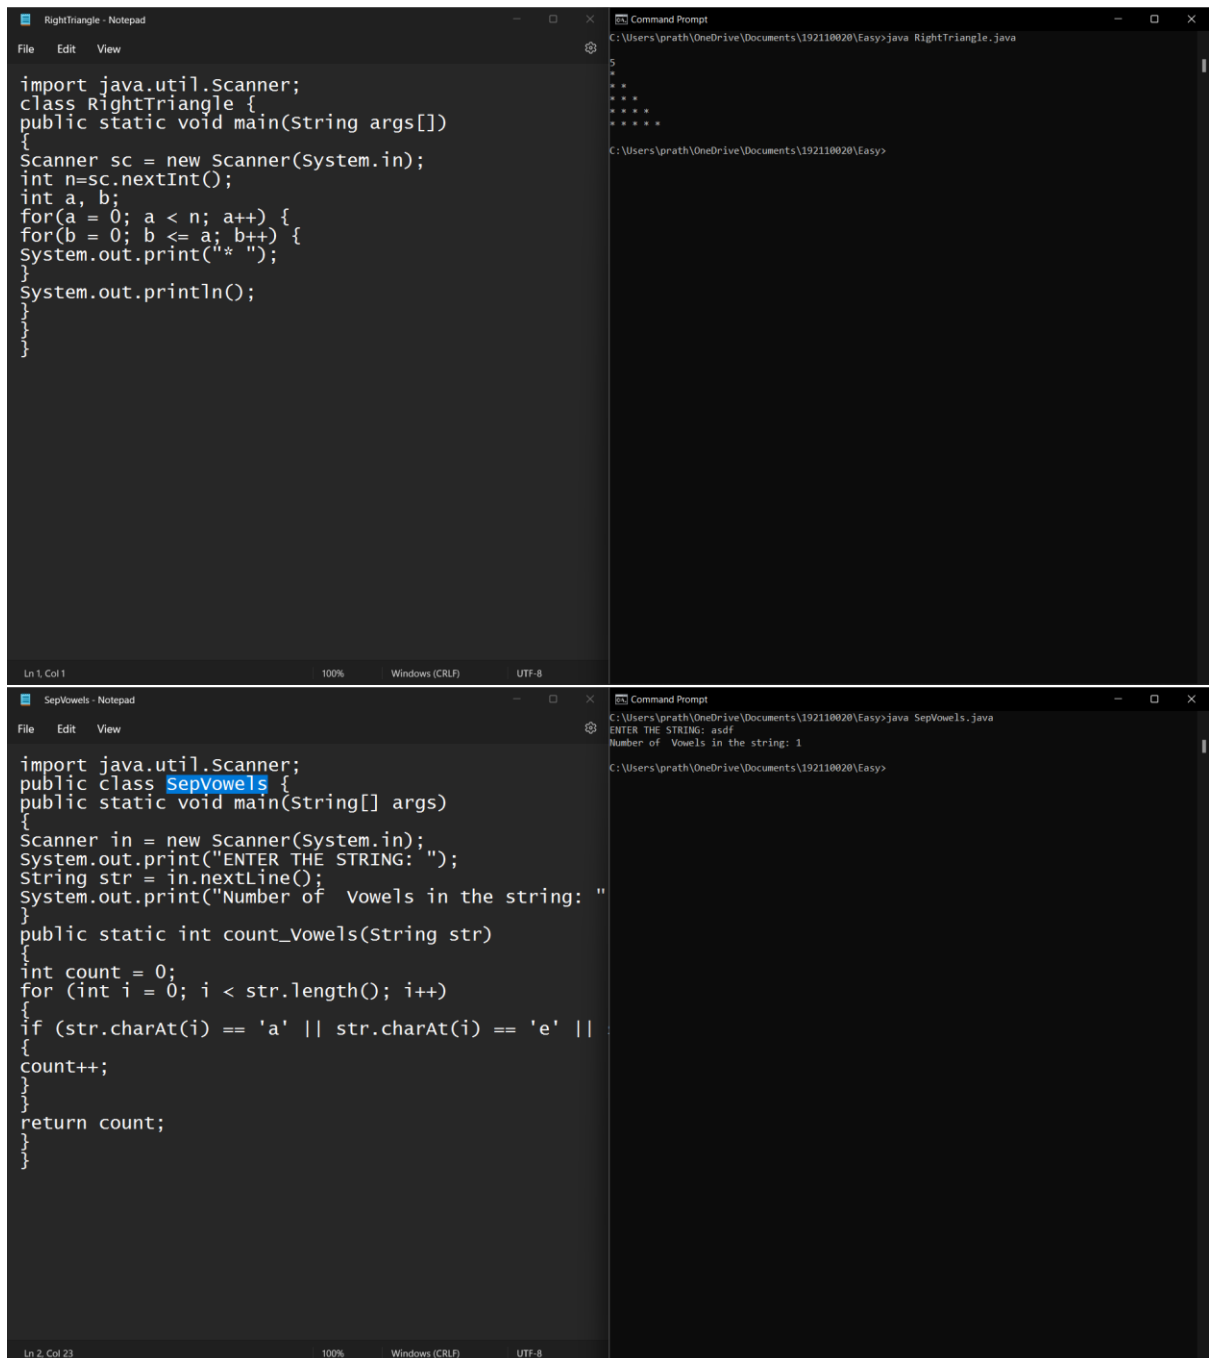 RightTriangle - Notepad
File Edit View
import java.util.Scanner;
class RightTriangle {
public static void main(String args[])
{
Scanner sc = new Scanner(System.in);
int n=sc.nextInt();
int a, b;
for(a = 0; a < n; a++) {
for(b = 0; b <= a; b++) {
System.out.print("* ");
}
System.out.println();
}
}
}
Ln 1, Col 1 100% Windows (CRLF) UTF-8
Command Prompt
C:\Users\prath\OneDrive\Documents\192110020\Easy>java RightTriangle.java
5
*
* *
* * *
* * * *
* * * * *
C:\Users\prath\OneDrive\Documents\192110020\Easy>
SepVowels - Notepad
File Edit View
import java.util.Scanner;
public class SepVowels {
public static void main(String[] args)
{
Scanner in = new Scanner(System.in);
System.out.print("ENTER THE STRING: ");
String str = in.nextLine();
System.out.print("Number of  Vowels in the string: "
}
public static int count_Vowels(String str)
{
int count = 0;
for (int i = 0; i < str.length(); i++)
{
if (str.charAt(i) == 'a' || str.charAt(i) == 'e' ||
{
count++;
}
}
return count;
}
}
Ln 2, Col 23 100% Windows (CRLF) UTF-8
Command Prompt
C:\Users\prath\OneDrive\Documents\192110020\Easy>java SepVowels.java
ENTER THE STRING: asdf
Number of  Vowels in the string: 1
C:\Users\prath\OneDrive\Documents\192110020\Easy>